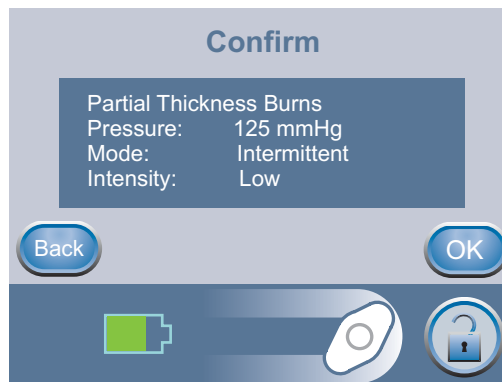 Confirm
Partial Thickness Burns
Pressure: 125 mmHg
Mode: Intermittent
Intensity: Low
Back
OK